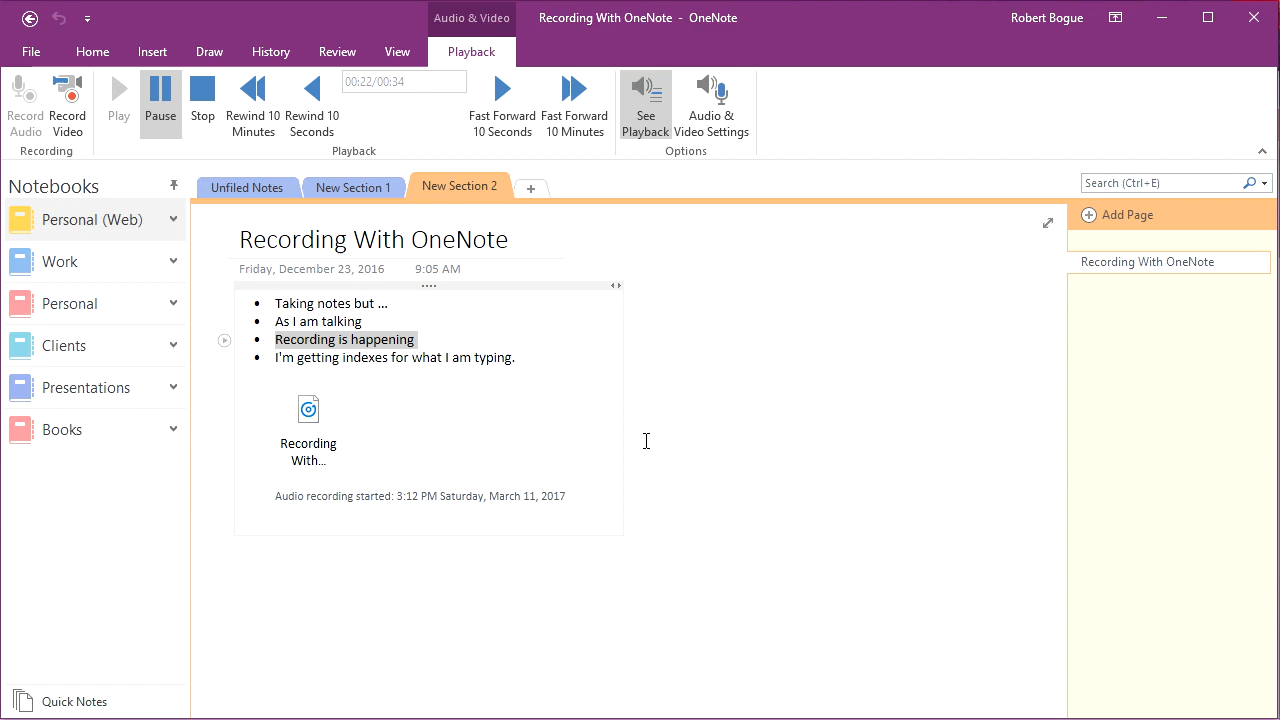 Audio & Video
Recording With OneNote - OneNote
Robert Bogue
File Home Insert Draw History Review View Playback
Record Audio
Record Video
Play
Pause
Stop
Rewind 10 Minutes
Rewind 10 Seconds
00:22/00:34
Fast Forward 10 Seconds
Fast Forward 10 Minutes
See Playback
Audio & Video Settings
Recording Playback Options
Notebooks
Unfiled Notes New Section 1 New Section 2 +
Search (Ctrl+E)
Personal (Web)
Work
Personal
Clients
Presentations
Books
Quick Notes
Recording With OneNote
Friday, December 23, 2016 9:05 AM
• Taking notes but ...
• As I am talking
• Recording is happening
• I'm getting indexes for what I am typing.
Recording
With...
Audio recording started: 3:12 PM Saturday, March 11, 2017
Add Page
Recording With OneNote